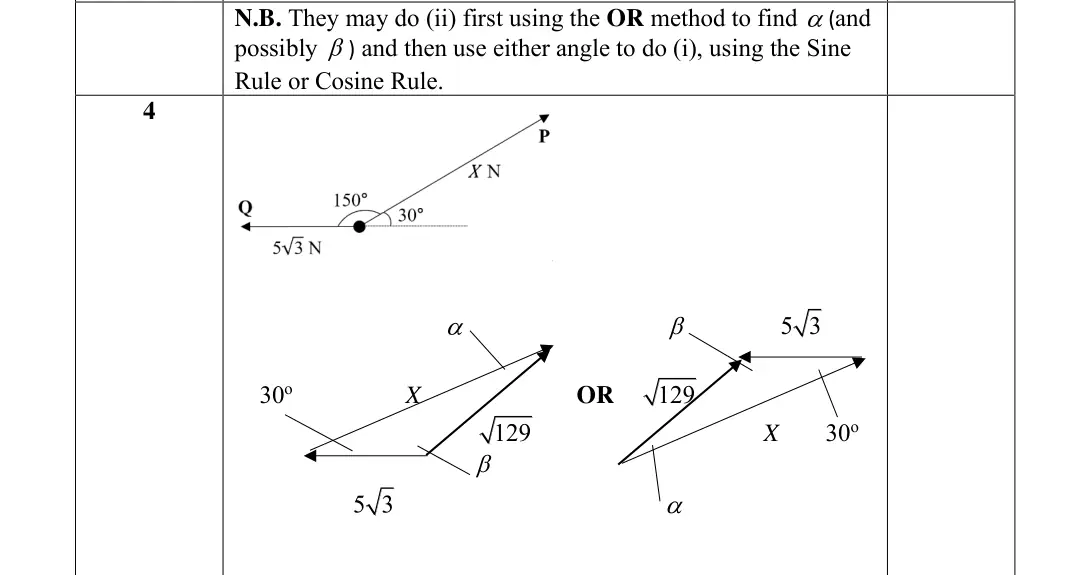 N.B. They may do (ii) first using the OR method to find α (and
possibly β) and then use either angle to do (i), using the Sine
Rule or Cosine Rule.
4
P
X N
Q
150°
30°
5√3 N
α
30º
X
√129
β
5√3
OR
β
5√3
√129
X
30º
α